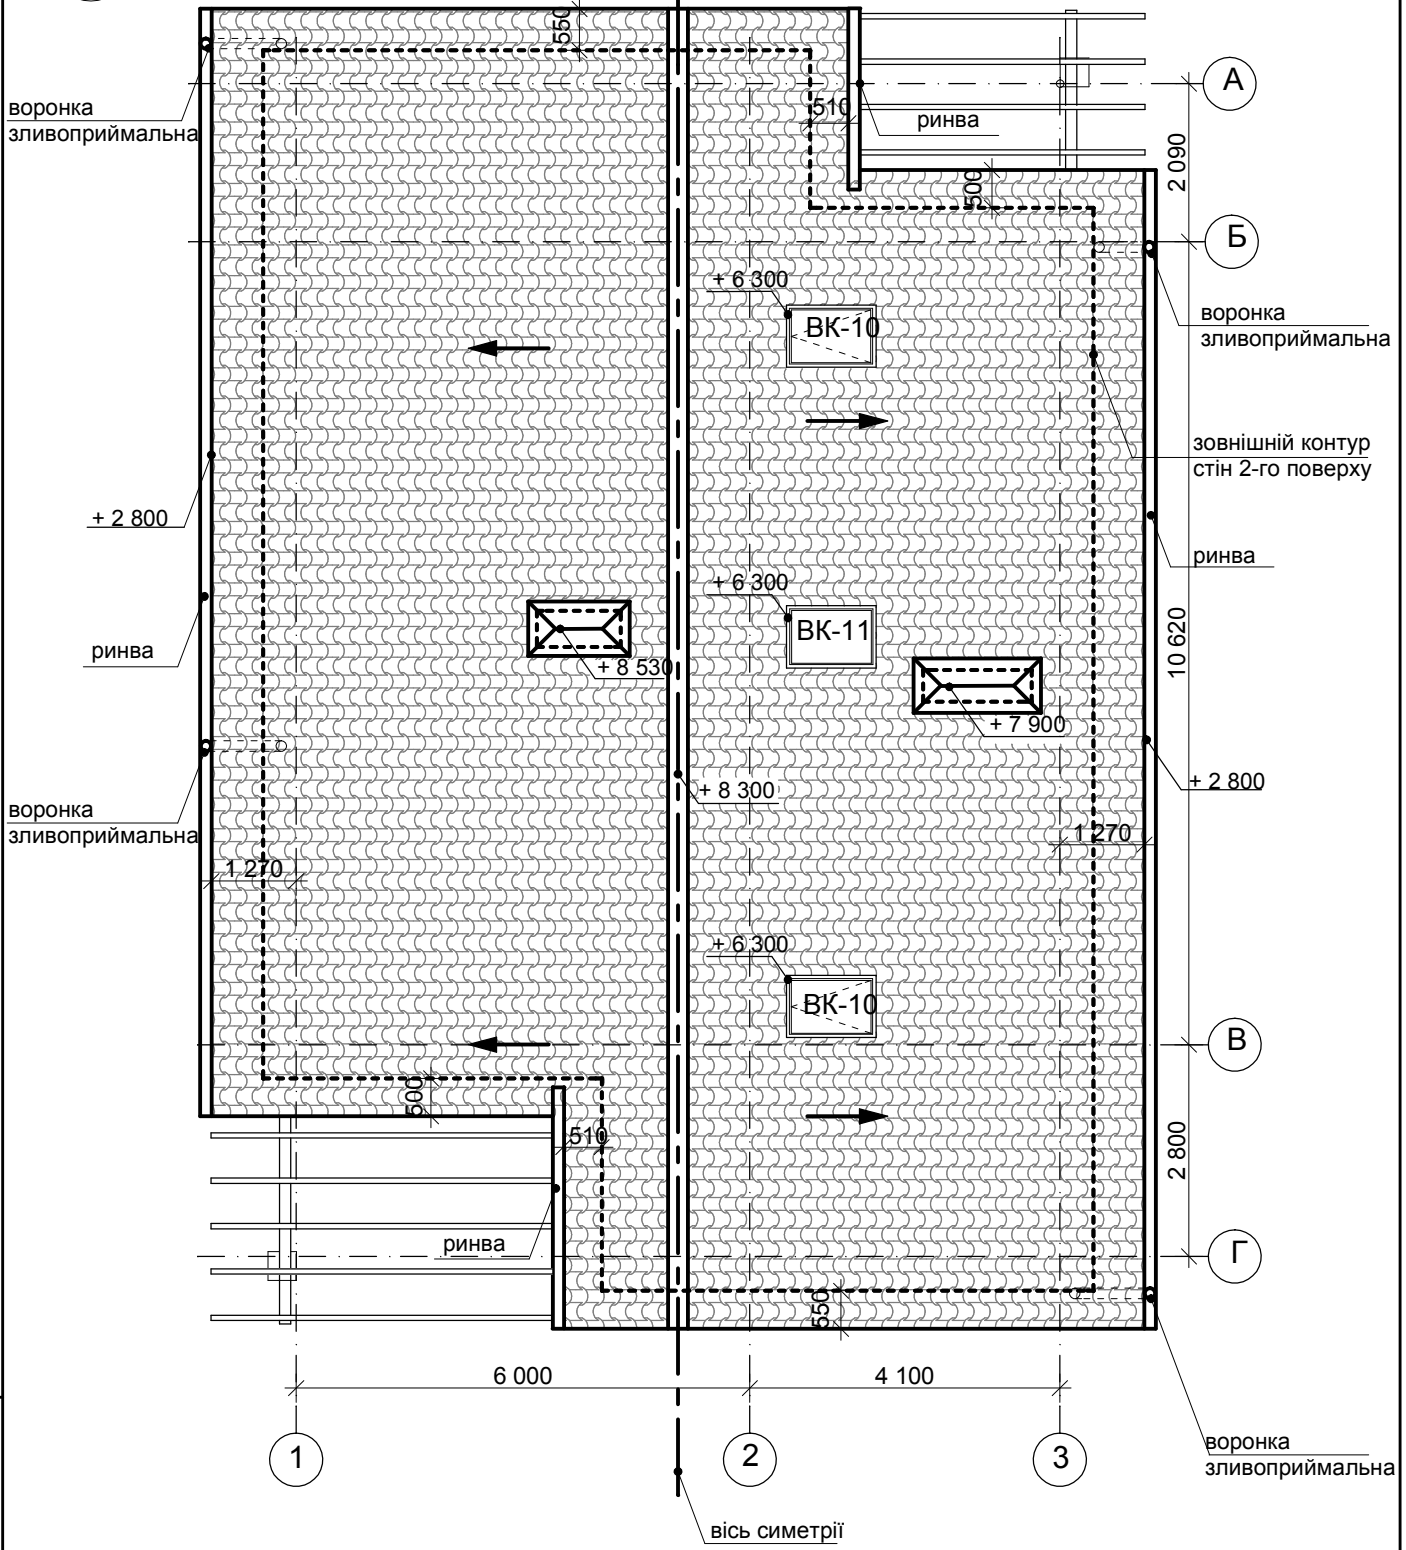 550
А
воронка
зливоприймальна
510
ринва
2 090
500
Б
+ 6 300
ВК-10
воронка
зливоприймальна
зовнішній контур
стін 2-го поверху
+ 2 800
ринва
+ 6 300
ВК-11
10 620
ринва
+ 8 530
+ 7 900
+ 8 300
+ 2 800
воронка
зливоприймальна
1 270
1 270
+ 6 300
ВК-10
В
500
510
2 800
ринва
Г
550
6 000
4 100
1
2
3
воронка
зливоприймальна
вісь симетрії